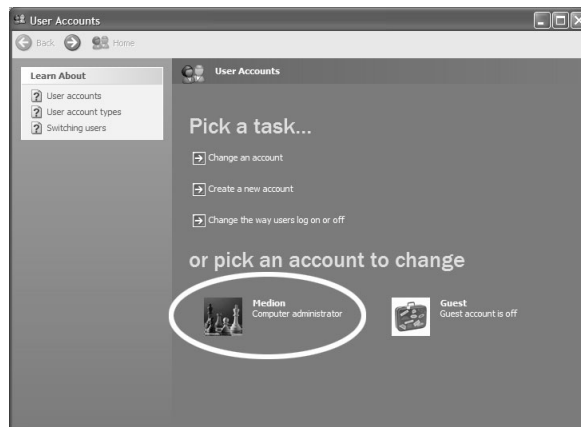 User Accounts
Back Home
Learn About
User accounts
User account types
Switching users
User Accounts
Pick a task...
Change an account
Create a new account
Change the way users log on or off
or pick an account to change
Medion
Computer administrator
Guest
Guest account is off